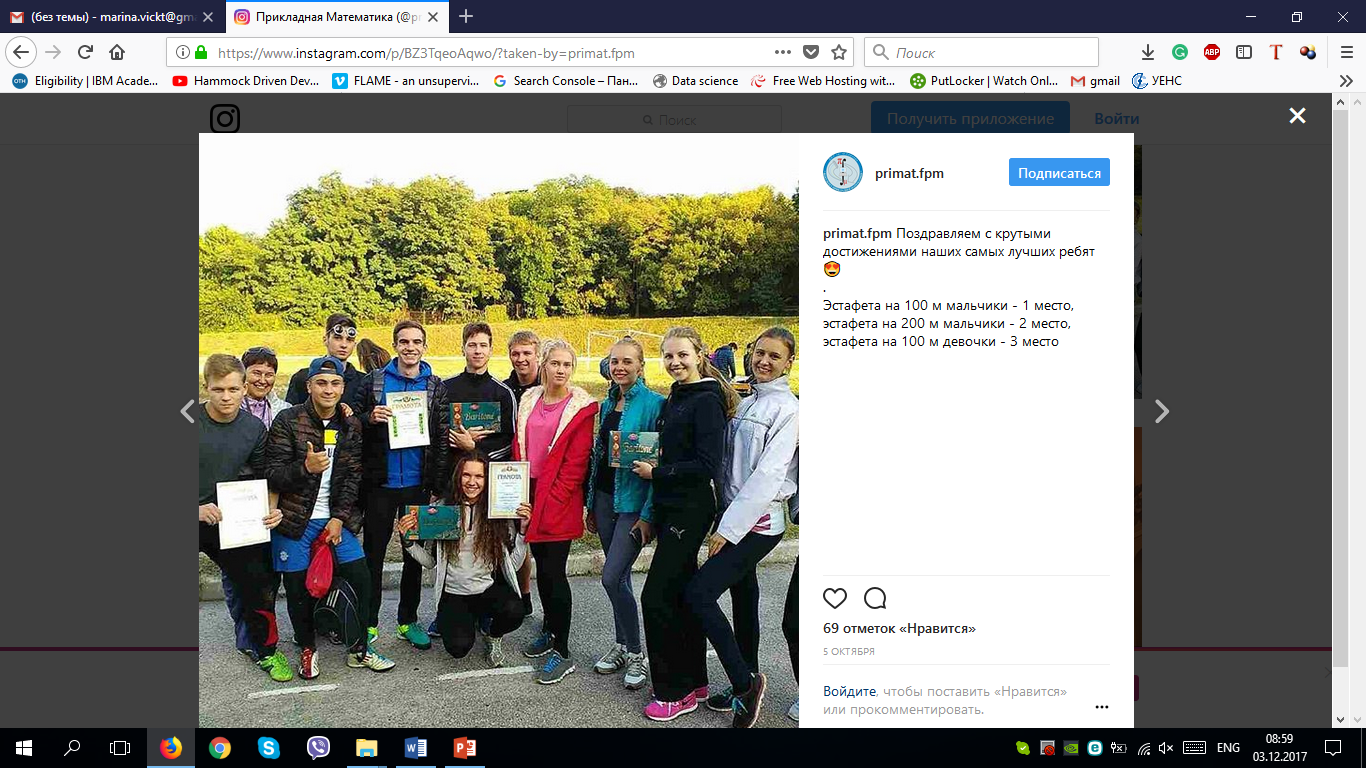 (без темы) - marina.vickt@gm
Прикладная Математика (@pr
https://www.instagram.com/p/BZ3TqeoAqwo/?taken-by=primat.fpm
Поиск
ABP
Eligibility | IBM Acade...
Hammock Driven Dev...
FLAME - an unsupervi...
Search Console – Пан...
Data science
Free Web Hosting wit...
PutLocker | Watch Onl...
gmail
УЕНС
Поиск
Получить приложение
Войти
primat.fpm
Подписаться
primat.fpm Поздравляем с крутыми
достижениями наших самых лучших ребят
.
Эстафета на 100 м мальчики - 1 место,
эстафета на 200 м мальчики - 2 место,
эстафета на 100 м девочки - 3 место
ГРАМОТА
Baritone
Baritone
ГРАМОТА
69 отметок «Нравится»
5 ОКТЯБРЯ
Войдите, чтобы поставить «Нравится»
или прокомментировать.
ENG
08:59
03.12.2017